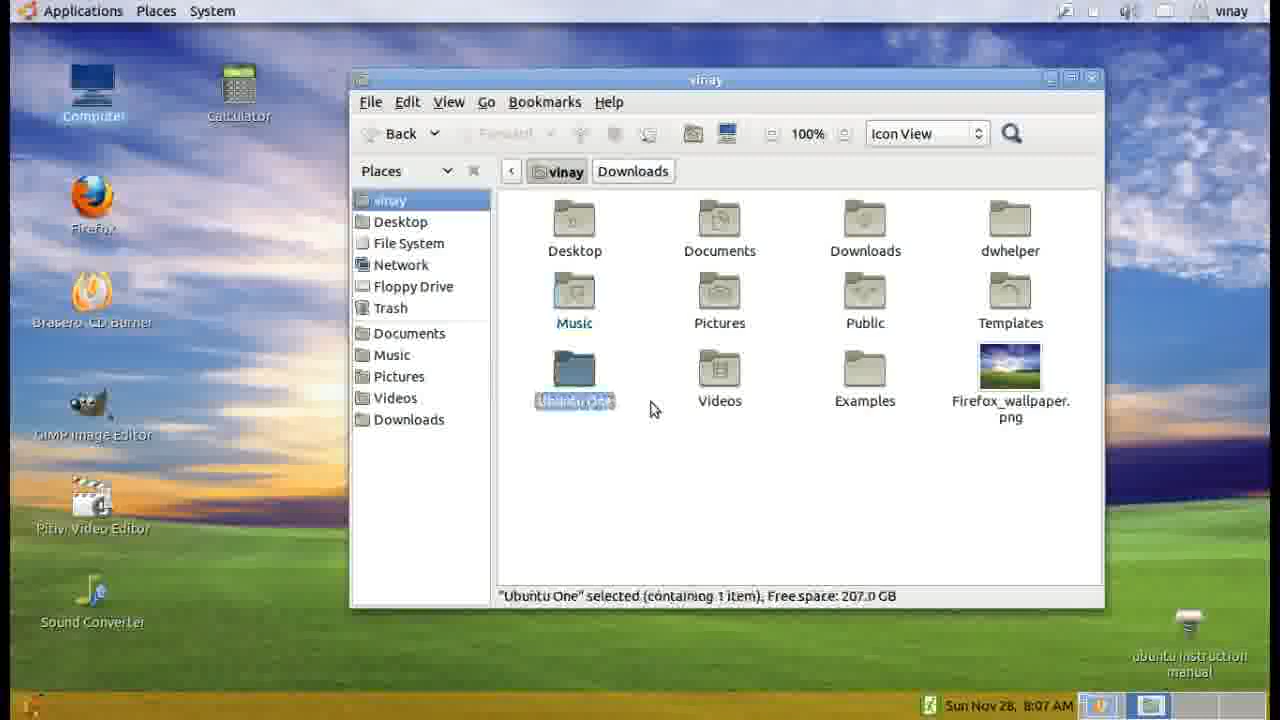 Applications Places System vinay
Computer
Calculator
Firefox
Brasero CD Burner
GIMP Image Editor
Pitivi Video Editor
Sound Converter
vinay
File Edit View Go Bookmarks Help
Back Forward 100% Icon View
Places vinay Downloads
vinay
Desktop
File System
Network
Floppy Drive
Trash
Documents
Music
Pictures
Videos
Downloads
Desktop Documents Downloads dwhelper
Music Pictures Public Templates
Ubuntu One Videos Examples Firefox_wallpaper.
png
"Ubuntu One" selected (containing 1 item), Free space: 207.0 GB
ubuntu instruction
manual
Sun Nov 28, 8:07 AM